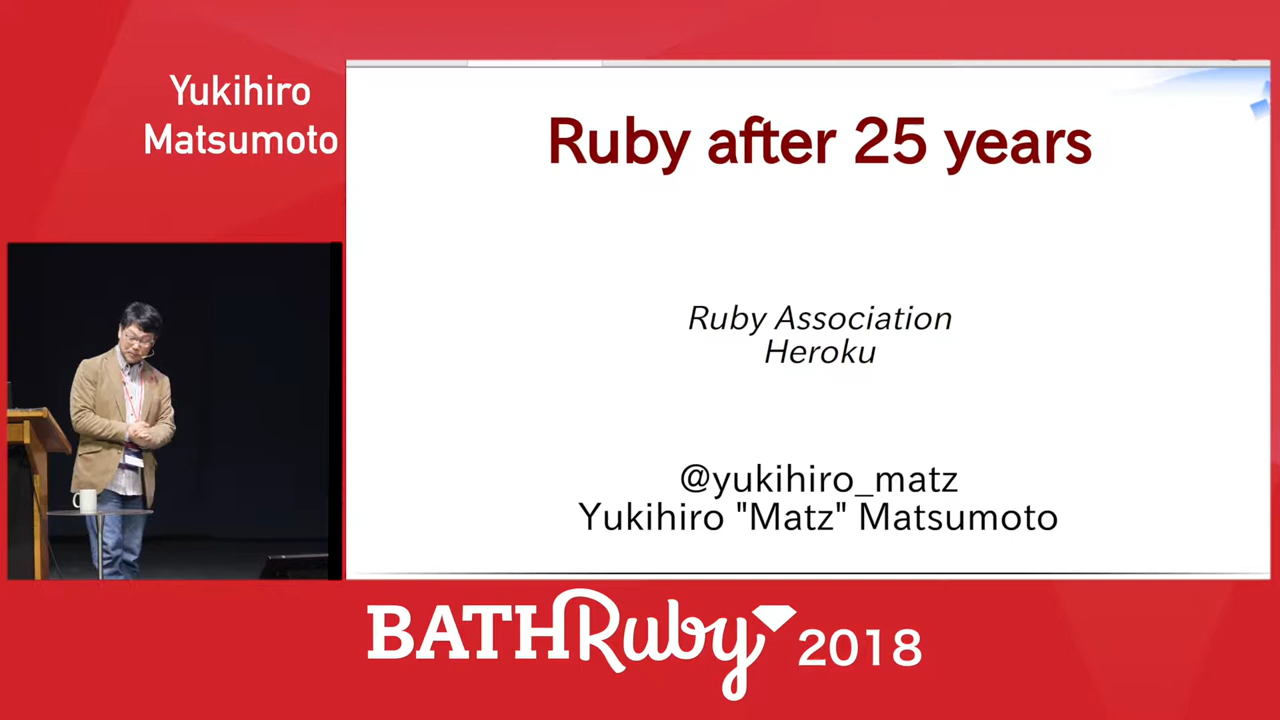 Yukihiro
Matsumoto
Ruby after 25 years
Ruby Association
Heroku
@yukihiro_matz
Yukihiro "Matz" Matsumoto
BATHRuby 2018